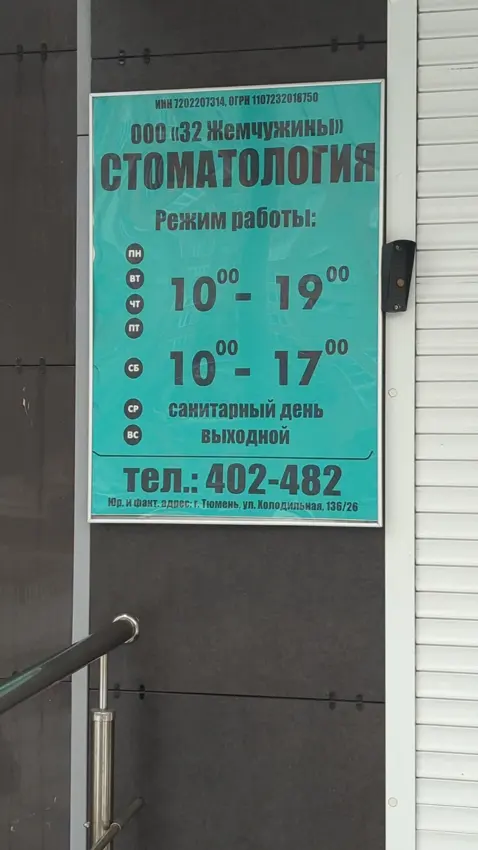 ИНН 7202207314, ОГРН 1107232016750
ООО «32 Жемчужины»
СТОМАТОЛОГИЯ
Режим работы:
ПН
ВТ
ЧТ
ПТ
10⁰⁰ - 19⁰⁰
СБ 10⁰⁰ - 17⁰⁰
СР санитарный день
ВС выходной
тел.: 402-482
Юр. и факт. адрес: г. Тюмень, ул. Холодильная, 136/26